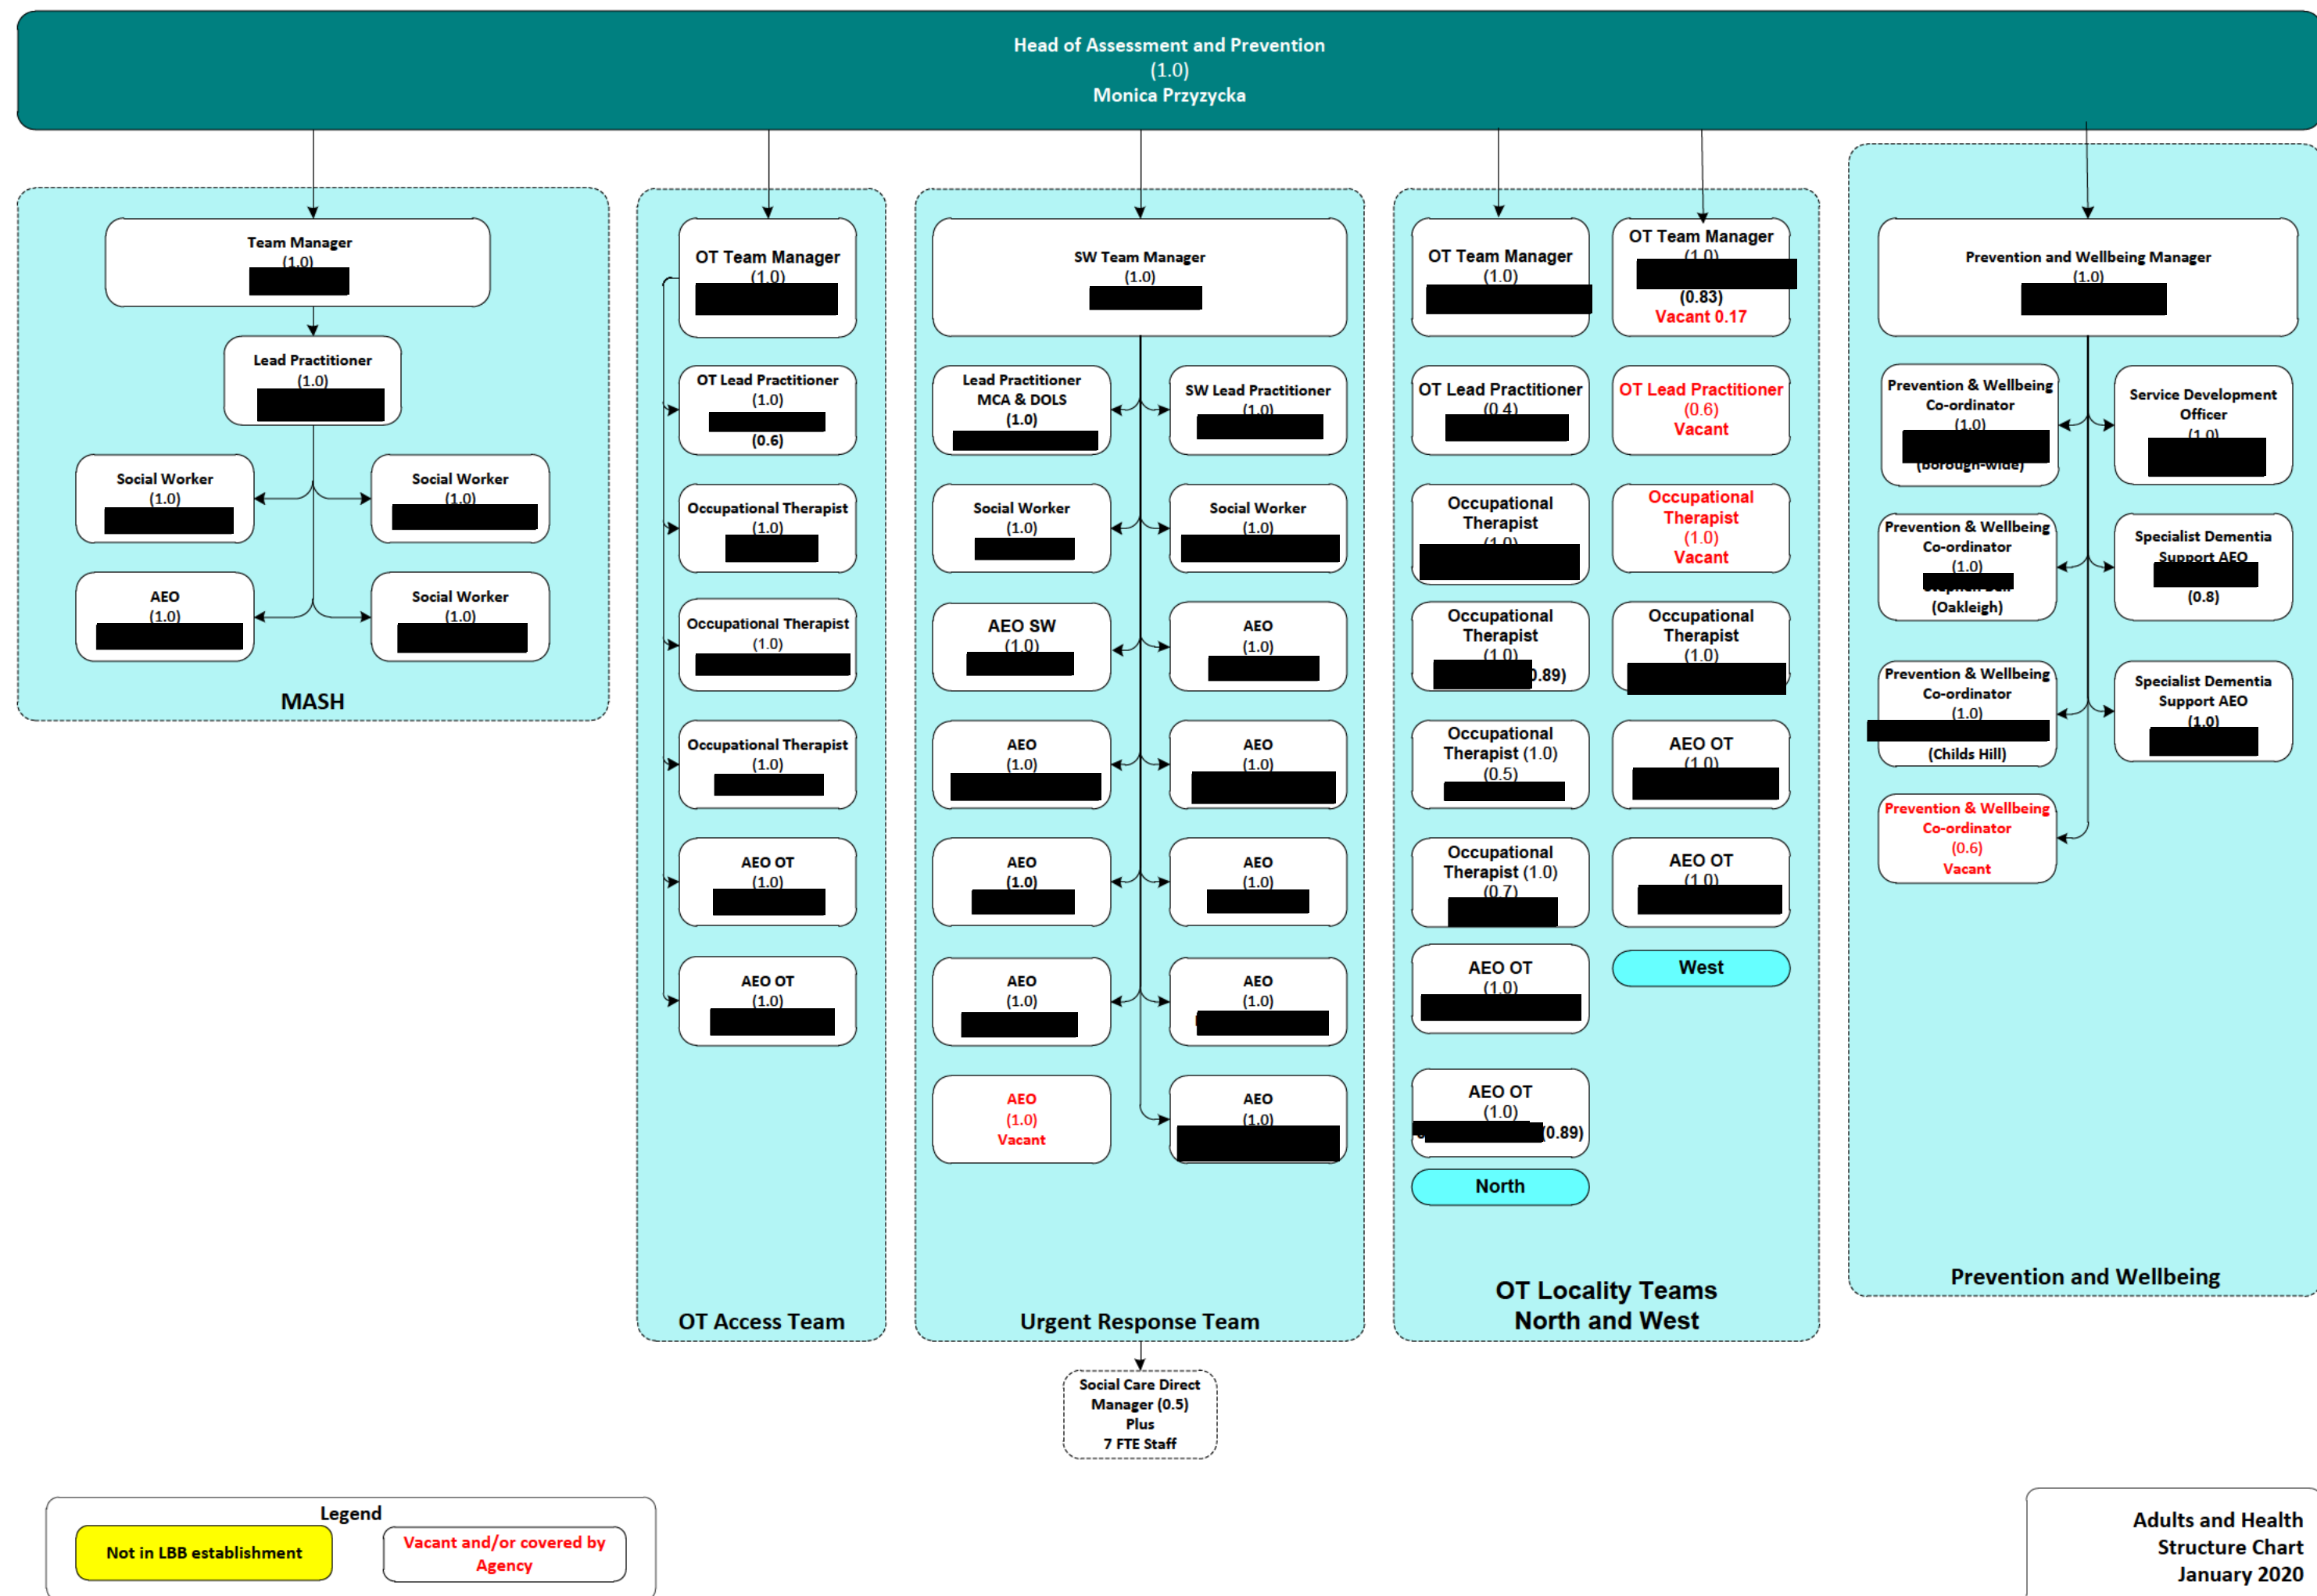 Head of Assessment and Prevention
(1.0)
Monica Przyzycka
Team Manager
(1.0)
Lead Practitioner
(1.0)
Social Worker
(1.0)
Social Worker
(1.0)
AEO
(1.0)
Social Worker
(1.0)
MASH
OT Team Manager
(1.0)
OT Lead Practitioner
(1.0)
(0.6)
Occupational Therapist
(1.0)
Occupational Therapist
(1.0)
Occupational Therapist
(1.0)
AEO OT
(1.0)
AEO OT
(1.0)
OT Access Team
SW Team Manager
(1.0)
Lead Practitioner
MCA & DOLS
(1.0)
SW Lead Practitioner
(1.0)
Social Worker
(1.0)
Social Worker
(1.0)
AEO SW
(1.0)
AEO
(1.0)
AEO
(1.0)
AEO
(1.0)
AEO
(1.0)
AEO
(1.0)
AEO
(1.0)
AEO
(1.0)
AEO
(1.0)
Vacant
AEO
(1.0)
Urgent Response Team
Social Care Direct
Manager (0.5)
Plus
7 FTE Staff
OT Team Manager
(1.0)
OT Lead Practitioner
(0.4)
Occupational
Therapist
(1.0)
Occupational
Therapist
(1.0)
0.89)
Occupational
Therapist (1.0)
(0.5)
Occupational
Therapist (1.0)
(0.7)
AEO OT
(1.0)
AEO OT
(1.0)
(0.89)
North
OT Team Manager
(1.0)
(0.83)
Vacant 0.17
OT Lead Practitioner
(0.6)
Vacant
Occupational
Therapist
(1.0)
Vacant
Occupational
Therapist
(1.0)
AEO OT
(1.0)
AEO OT
(1.0)
West
OT Locality Teams
North and West
Prevention and Wellbeing Manager
(1.0)
Prevention & Wellbeing
Co-ordinator
(1.0)
(borough-wide)
Service Development
Officer
(1.0)
Prevention & Wellbeing
Co-ordinator
(1.0)
(Oakleigh)
Specialist Dementia
Support AEO
(0.8)
Prevention & Wellbeing
Co-ordinator
(1.0)
(Childs Hill)
Specialist Dementia
Support AEO
(1.0)
Prevention & Wellbeing
Co-ordinator
(0.6)
Vacant
Prevention and Wellbeing
Legend
Not in LBB establishment
Vacant and/or covered by
Agency
Adults and Health
Structure Chart
January 2020